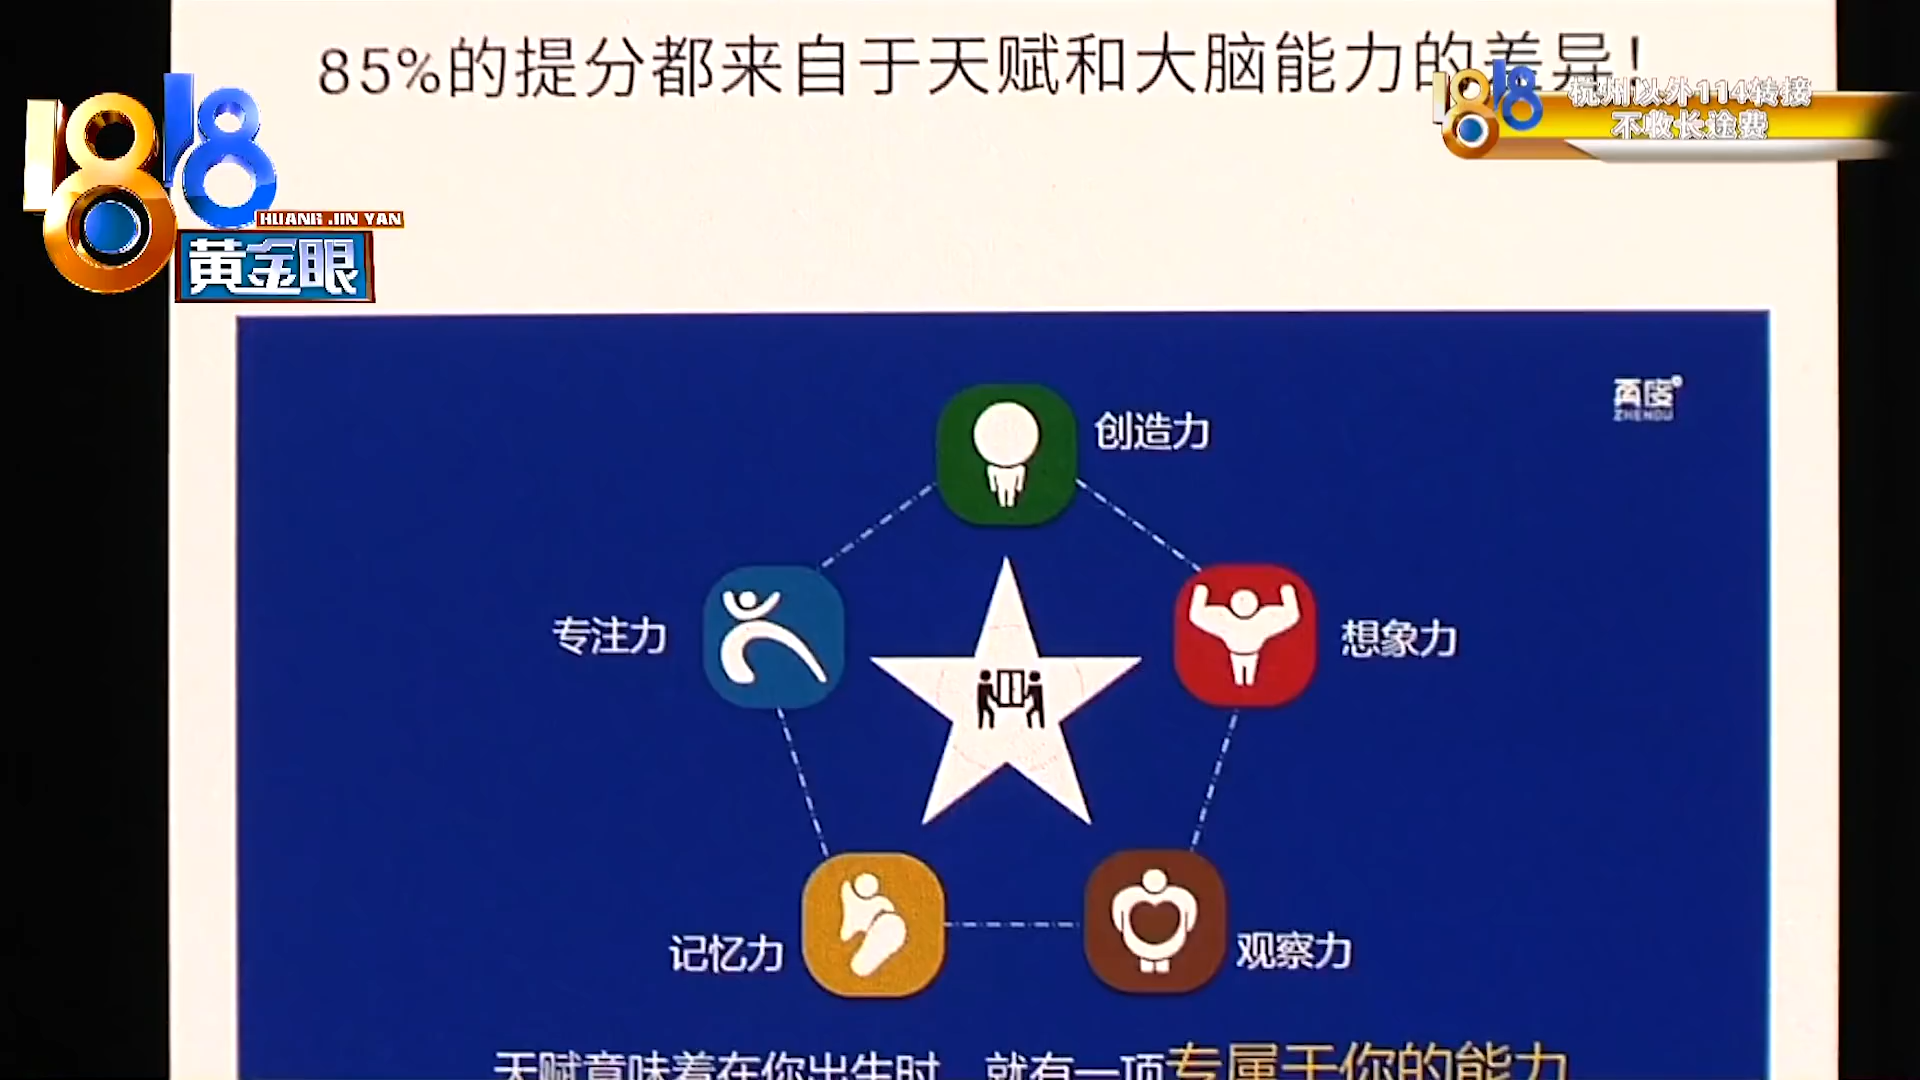 85%的提分都来自于天赋和大脑能力的差异！
1818
HUANG JIN YAN
黄金眼
1818
杭州以外114转接
不收长途费
ZHENDU
创造力
专注力
想象力
记忆力
观察力
天赋意味着在你出生时，就有一项专属于你的能力